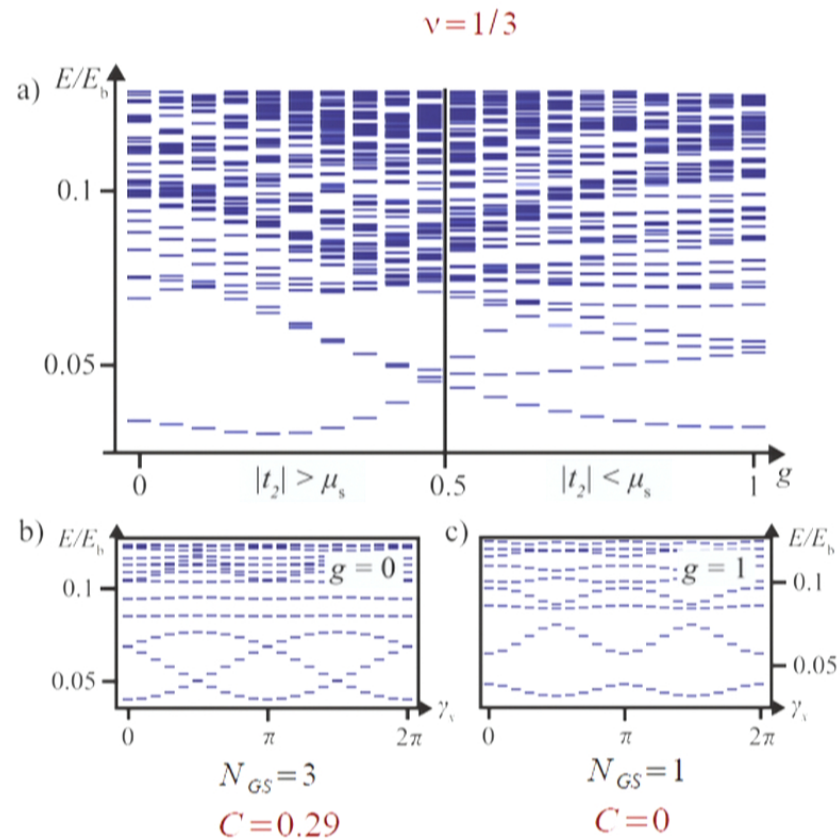 ν=1/3
a) E/E_b
0.1
0.05
0 |t_2| > μ_s 0.5 |t_2| < μ_s 1 g
b) E/E_b
0.1
0.05
g = 0
0 π 2π γ_x
N_GS=3
C=0.29
c) E/E_b
0.1
0.05
g = 1
0 π 2π γ_x
N_GS=1
C=0